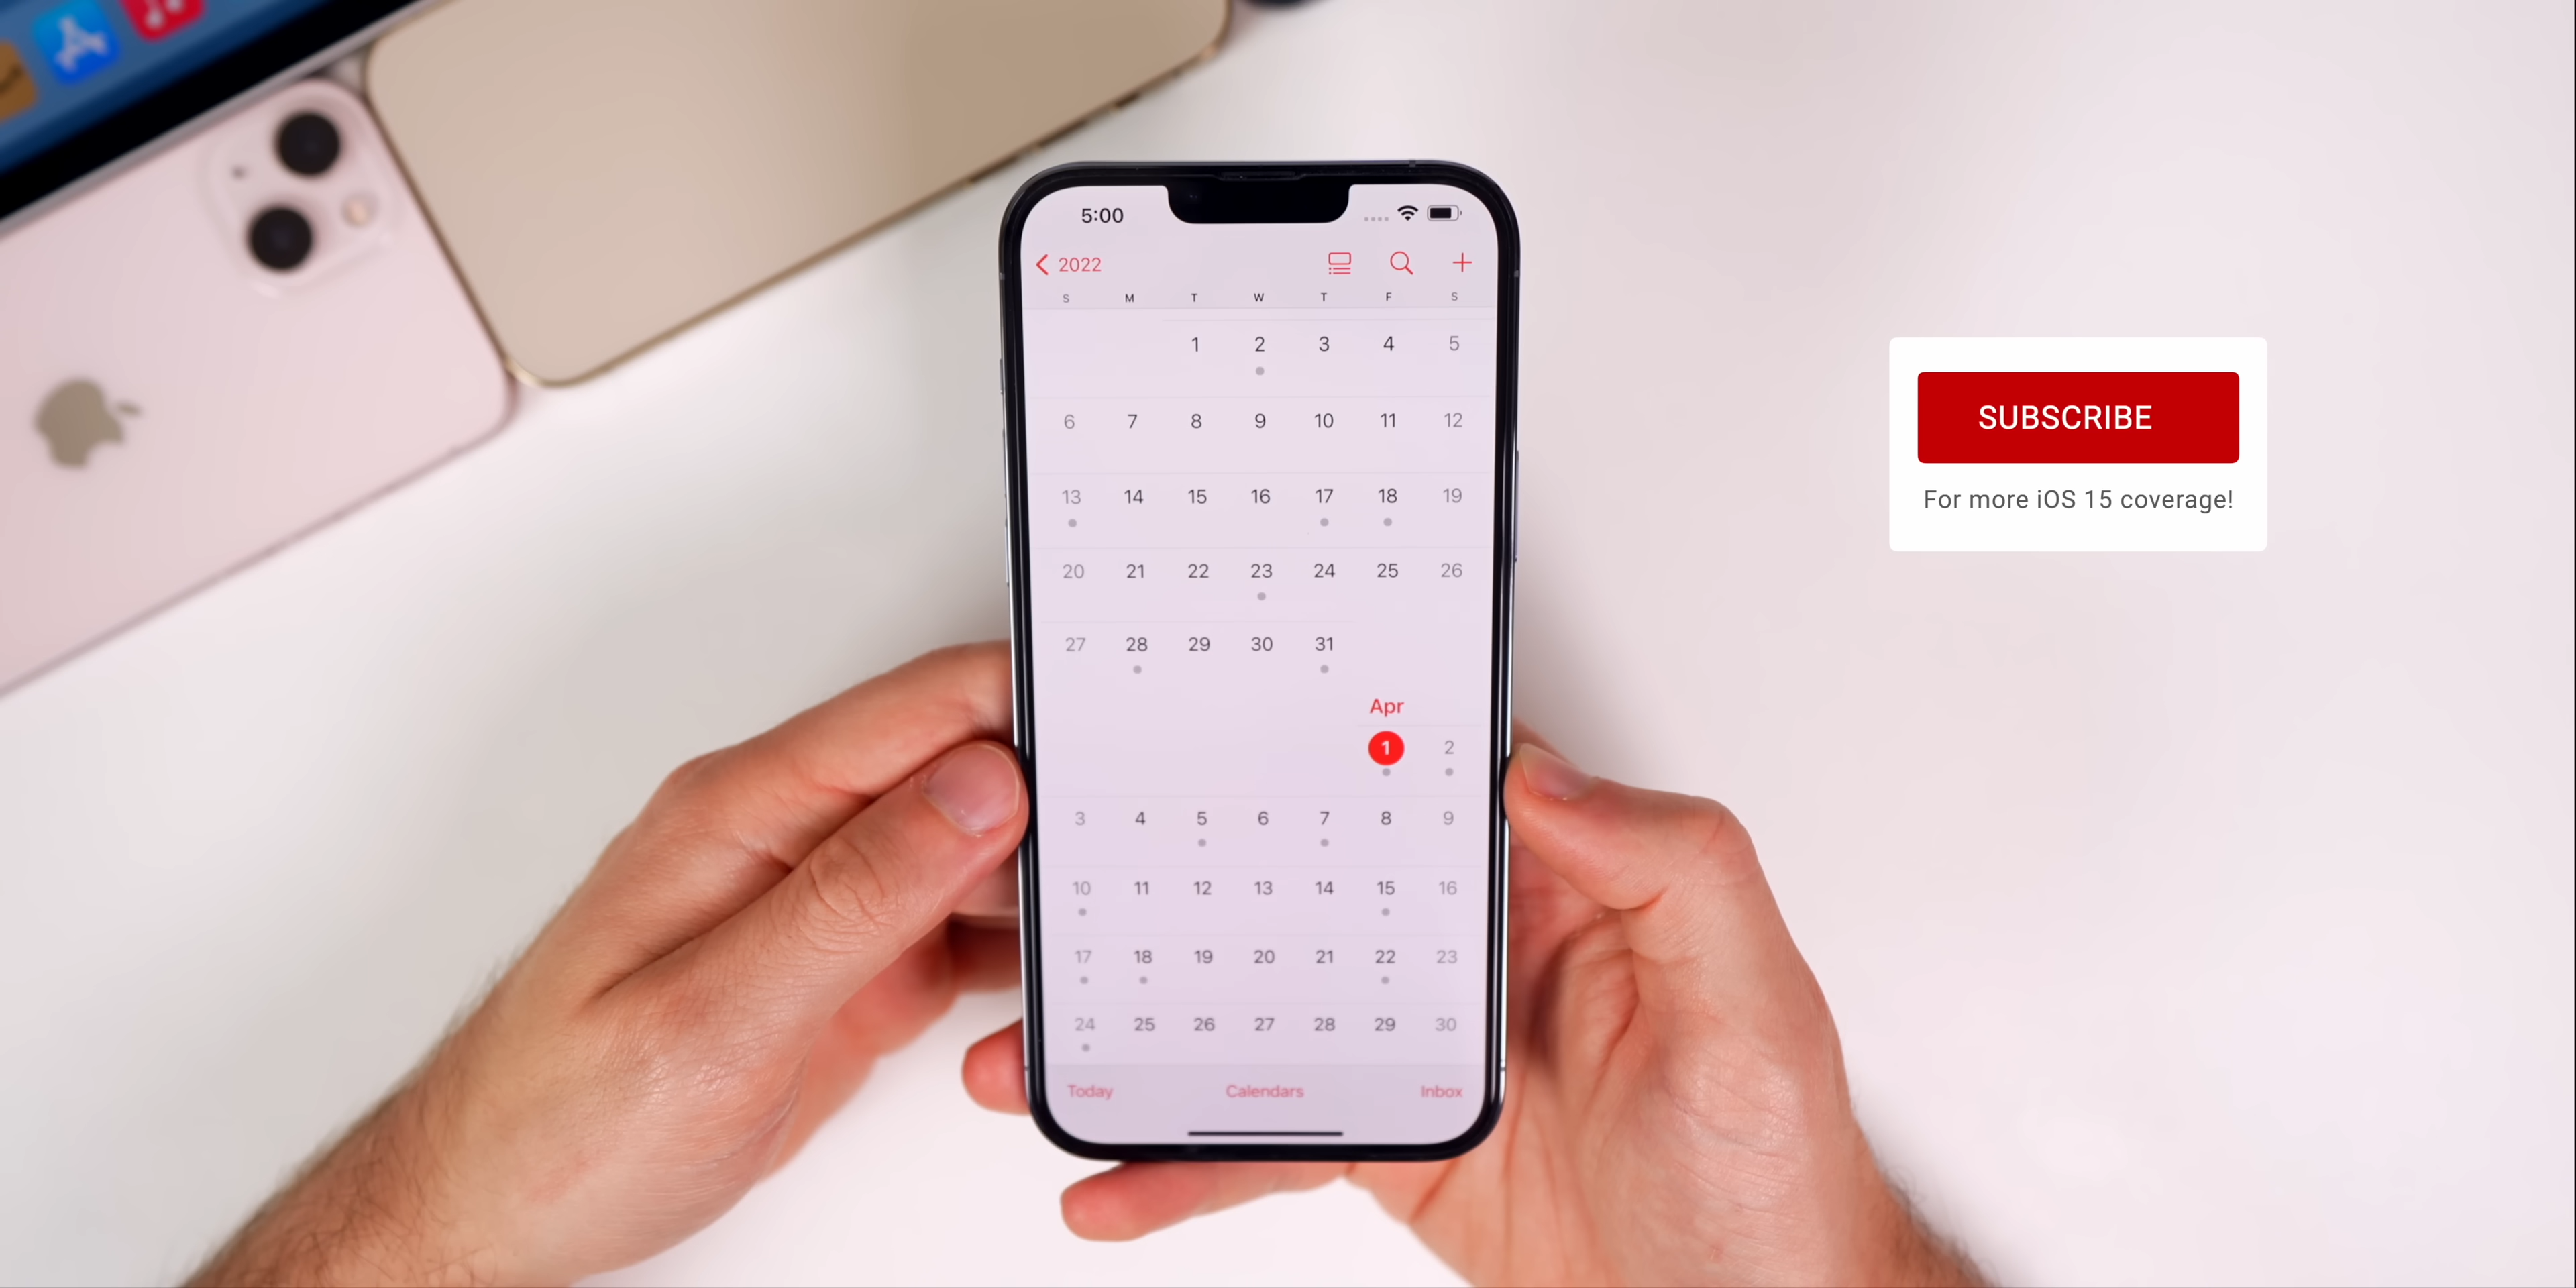 5:00
2022
S M T W T F S
1 2 3 4 5
6 7 8 9 10 11 12
13 14 15 16 17 18 19
20 21 22 23 24 25 26
27 28 29 30 31
Apr
1 2
3 4 5 6 7 8 9
10 11 12 13 14 15 16
17 18 19 20 21 22 23
24 25 26 27 28 29 30
Today Calendars Inbox
SUBSCRIBE
For more iOS 15 coverage!